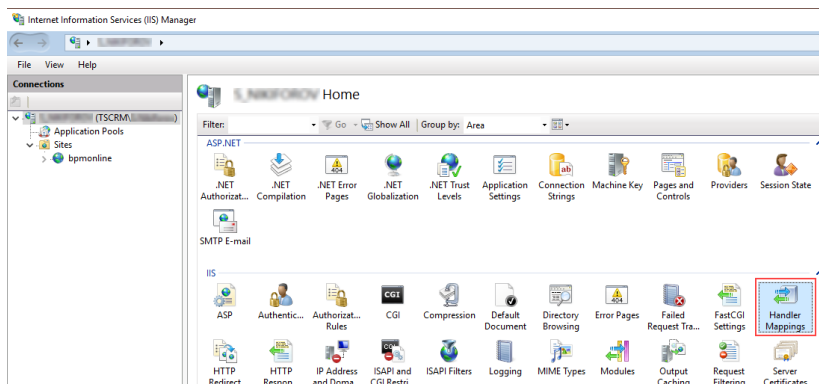 Internet Information Services (IIS) Manager
File View Help
Connections
(TSCRM\
Application Pools
Sites
bpmonline
Home
Filter: Go Show All Group by: Area
ASP.NET
.NET Authorizat...
.NET Compilation
.NET Error Pages
.NET Globalization
.NET Trust Levels
Application Settings
Connection Strings
Machine Key
Pages and Controls
Providers
Session State
SMTP E-mail
IIS
ASP
Authentic...
Authorizat... Rules
CGI
Compression
Default Document
Directory Browsing
Error Pages
Failed Request Tra...
FastCGI Settings
Handler Mappings
HTTP Redirect
HTTP Respon...
IP Address and Doma...
ISAPI and CGI Restri...
ISAPI Filters
Logging
MIME Types
Modules
Output Caching
Request Filtering
Server Certificates